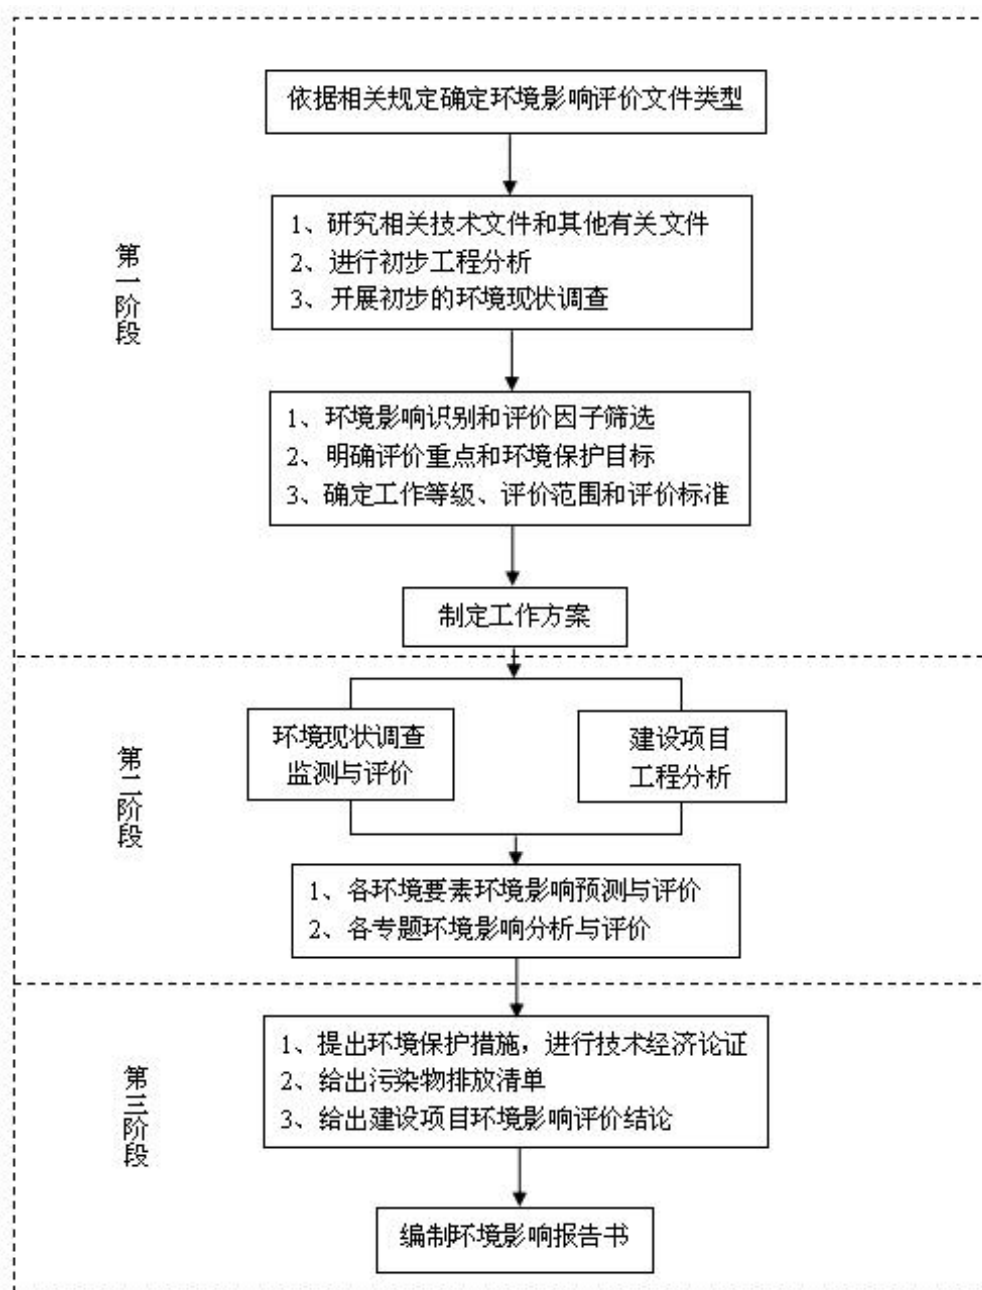 依据相关规定确定环境影响评价文件类型
1、研究相关技术文件和其他有关文件
2、进行初步工程分析
3、开展初步的环境现状调查
第一阶段
1、环境影响识别和评价因子筛选
2、明确评价重点和环境保护目标
3、确定工作等级、评价范围和评价标准
制定工作方案
第二阶段
环境现状调查
监测与评价
建设项目
工程分析
1、各环境要素环境影响预测与评价
2、各专题环境影响分析与评价
第三阶段
1、提出环境保护措施，进行技术经济论证
2、给出污染物排放清单
3、给出建设项目环境影响评价结论
编制环境影响报告书